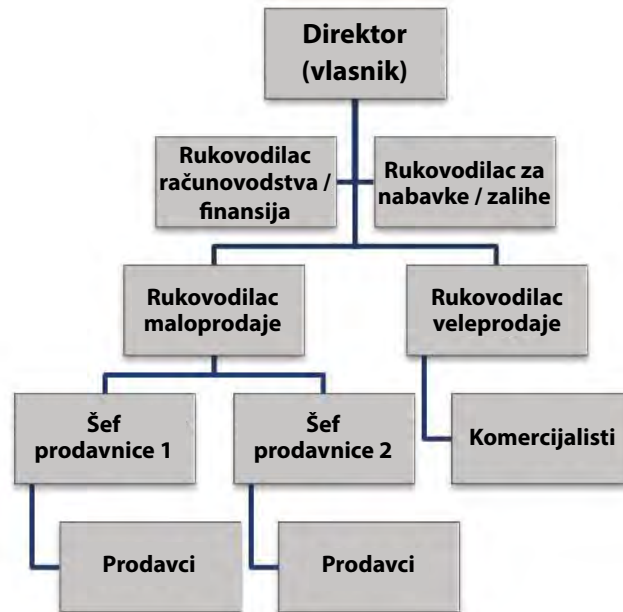 Direktor
(vlasnik)
Rukovodilac
računovodstva /
finansija
Rukovodilac za
nabavke / zalihe
Rukovodilac
maloprodaje
Rukovodilac
veleprodaje
Šef
prodavnice 1
Šef
prodavnice 2
Komercijalisti
Prodavci
Prodavci